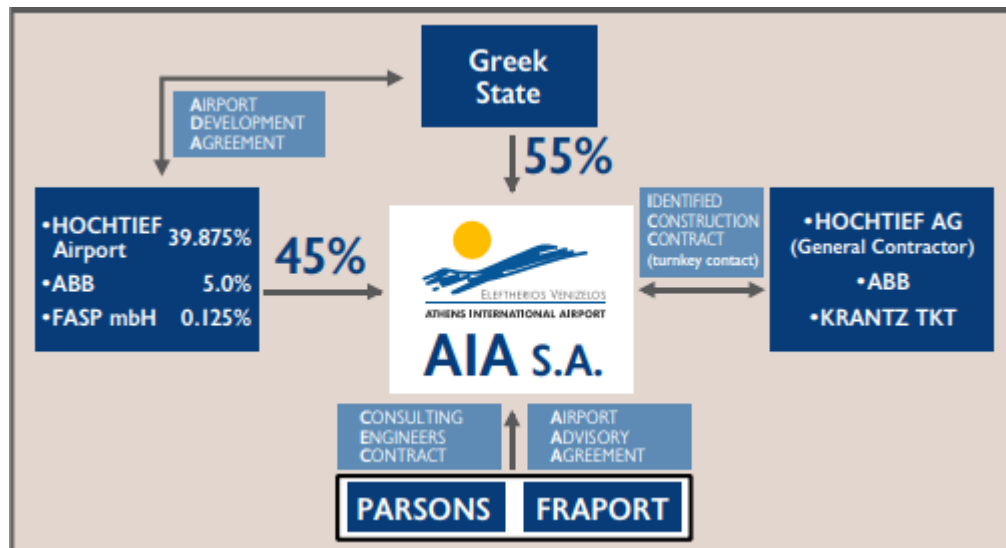 Greek
State
AIRPORT
DEVELOPMENT
AGREEMENT
55%
•HOCHTIEF
Airport 39.875%
•ABB 5.0%
•FASP mbH 0.125%
45%
ELEFTHERIOS VENIZELOS
ATHENS INTERNATIONAL AIRPORT
AIA S.A.
IDENTIFIED
CONSTRUCTION
CONTRACT
(turnkey contact)
•HOCHTIEF AG
(General Contractor)
•ABB
•KRANTZ TKT
CONSULTING
ENGINEERS
CONTRACT
AIRPORT
ADVISORY
AGREEMENT
PARSONS
FRAPORT